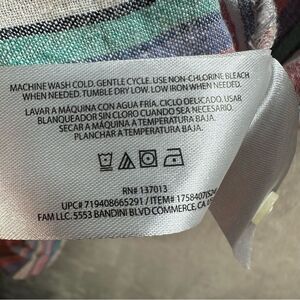 MACHINE WASH COLD. GENTLE CYCLE. USE NON-CHLORINE BLEACH
WHEN NEEDED. TUMBLE DRY LOW. LOW IRON WHEN NEEDED.
LAVAR A MÁQUINA CON AGUA FRÍA. CICLO DELICADO. USAR
BLANQUEADOR SIN CLORO CUANDO SEA NECESARIO.
SECAR A MÁQUINA A TEMPERATURA BAJA.
PLANCHAR A TEMPERATURA BAJA.
RN# 137013
UPC# 719408665291 / ITEM#
FAM LLC. 5553 BANDINI BLVD COMMERCE, CA